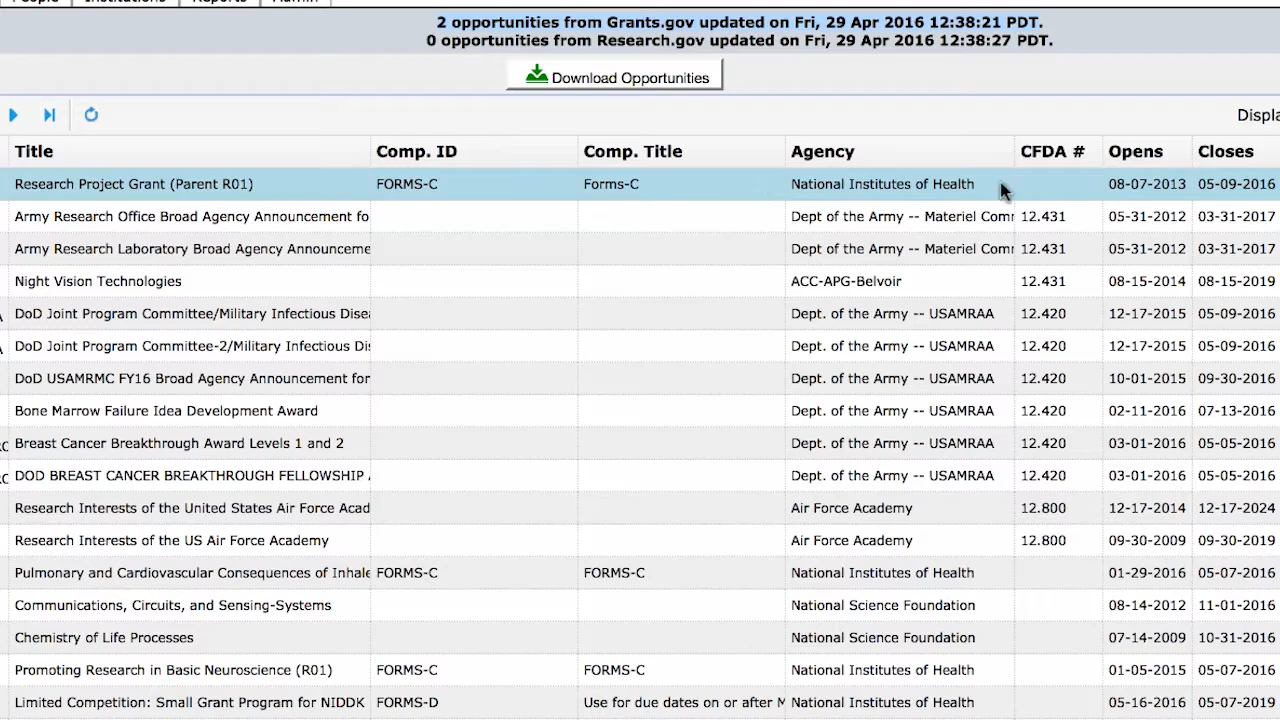 People Institutions Reports Admin
2 opportunities from Grants.gov updated on Fri, 29 Apr 2016 12:38:21 PDT.
0 opportunities from Research.gov updated on Fri, 29 Apr 2016 12:38:27 PDT.
Download Opportunities
Displa
Title Comp. ID Comp. Title Agency CFDA # Opens Closes
Research Project Grant (Parent R01) FORMS-C Forms-C National Institutes of Health 08-07-2013 05-09-2016
Army Research Office Broad Agency Announcement fo Dept of the Army -- Materiel Comm 12.431 05-31-2012 03-31-2017
Army Research Laboratory Broad Agency Announceme Dept of the Army -- Materiel Comm 12.431 05-31-2012 03-31-2017
Night Vision Technologies ACC-APG-Belvoir 12.431 08-15-2014 08-15-2019
DoD Joint Program Committee/Military Infectious Disea Dept. of the Army -- USAMRAA 12.420 12-17-2015 05-09-2016
DoD Joint Program Committee-2/Military Infectious Dis Dept. of the Army -- USAMRAA 12.420 12-17-2015 05-09-2016
DoD USAMRMC FY16 Broad Agency Announcement for Dept. of the Army -- USAMRAA 12.420 10-01-2015 09-30-2016
Bone Marrow Failure Idea Development Award Dept. of the Army -- USAMRAA 12.420 02-11-2016 07-13-2016
Breast Cancer Breakthrough Award Levels 1 and 2 Dept. of the Army -- USAMRAA 12.420 03-01-2016 05-05-2016
DOD BREAST CANCER BREAKTHROUGH FELLOWSHIP Dept. of the Army -- USAMRAA 12.420 03-01-2016 05-05-2016
Research Interests of the United States Air Force Acad Air Force Academy 12.800 12-17-2014 12-17-2024
Research Interests of the US Air Force Academy Air Force Academy 12.800 09-30-2009 09-30-2019
Pulmonary and Cardiovascular Consequences of Inhale FORMS-C FORMS-C National Institutes of Health 01-29-2016 05-07-2016
Communications, Circuits, and Sensing-Systems National Science Foundation 08-14-2012 11-01-2016
Chemistry of Life Processes National Science Foundation 07-14-2009 10-31-2016
Promoting Research in Basic Neuroscience (R01) FORMS-C FORMS-C National Institutes of Health 01-05-2015 05-07-2016
Limited Competition: Small Grant Program for NIDDK FORMS-D Use for due dates on or after M National Institutes of Health 05-16-2016 05-07-2019